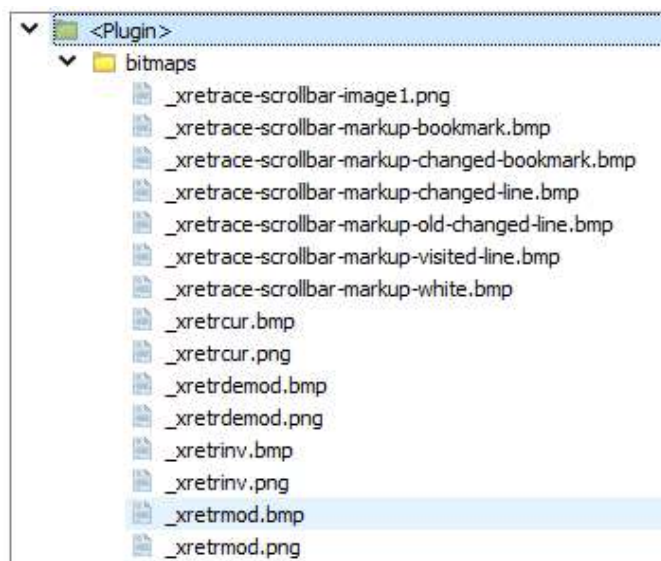 <Plugin>
bitmaps
_xretrace-scrollbar-image1.png
_xretrace-scrollbar-markup-bookmark.bmp
_xretrace-scrollbar-markup-changed-bookmark.bmp
_xretrace-scrollbar-markup-changed-line.bmp
_xretrace-scrollbar-markup-old-changed-line.bmp
_xretrace-scrollbar-markup-visited-line.bmp
_xretrace-scrollbar-markup-white.bmp
_xretrcur.bmp
_xretrcur.png
_xretrdemod.bmp
_xretrdemod.png
_xretrinv.bmp
_xretrinv.png
_xretrmod.bmp
_xretrmod.png